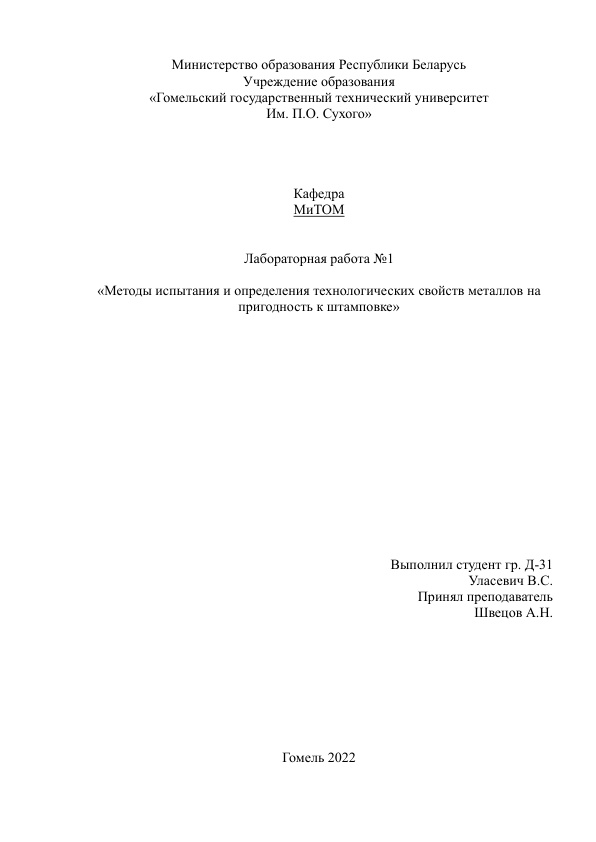 Министерство образования Республики Беларусь
Учреждение образования
«Гомельский государственный технический университет
Им. П.О. Сухого»
Кафедра
МиТОМ
Лабораторная работа №1
«Методы испытания и определения технологических свойств металлов на
пригодность к штамповке»
Выполнил студент гр. Д-31
Уласевич В.С.
Принял преподаватель
Швецов А.Н.
Гомель 2022